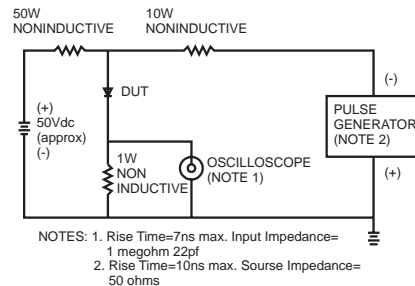 50W
NONINDUCTIVE
10W
NONINDUCTIVE
DUT
(+)
50Vdc
(approx)
(-)
1W
NON
INDUCTIVE
OSCILLOSCOPE
(NOTE 1)
(-)
PULSE
GENERATOR
(NOTE 2)
(+)
NOTES: 1. Rise Time=7ns max. Input Impedance=
1 megohm 22pf
2. Rise Time=10ns max. Sourse Impedance=
50 ohms